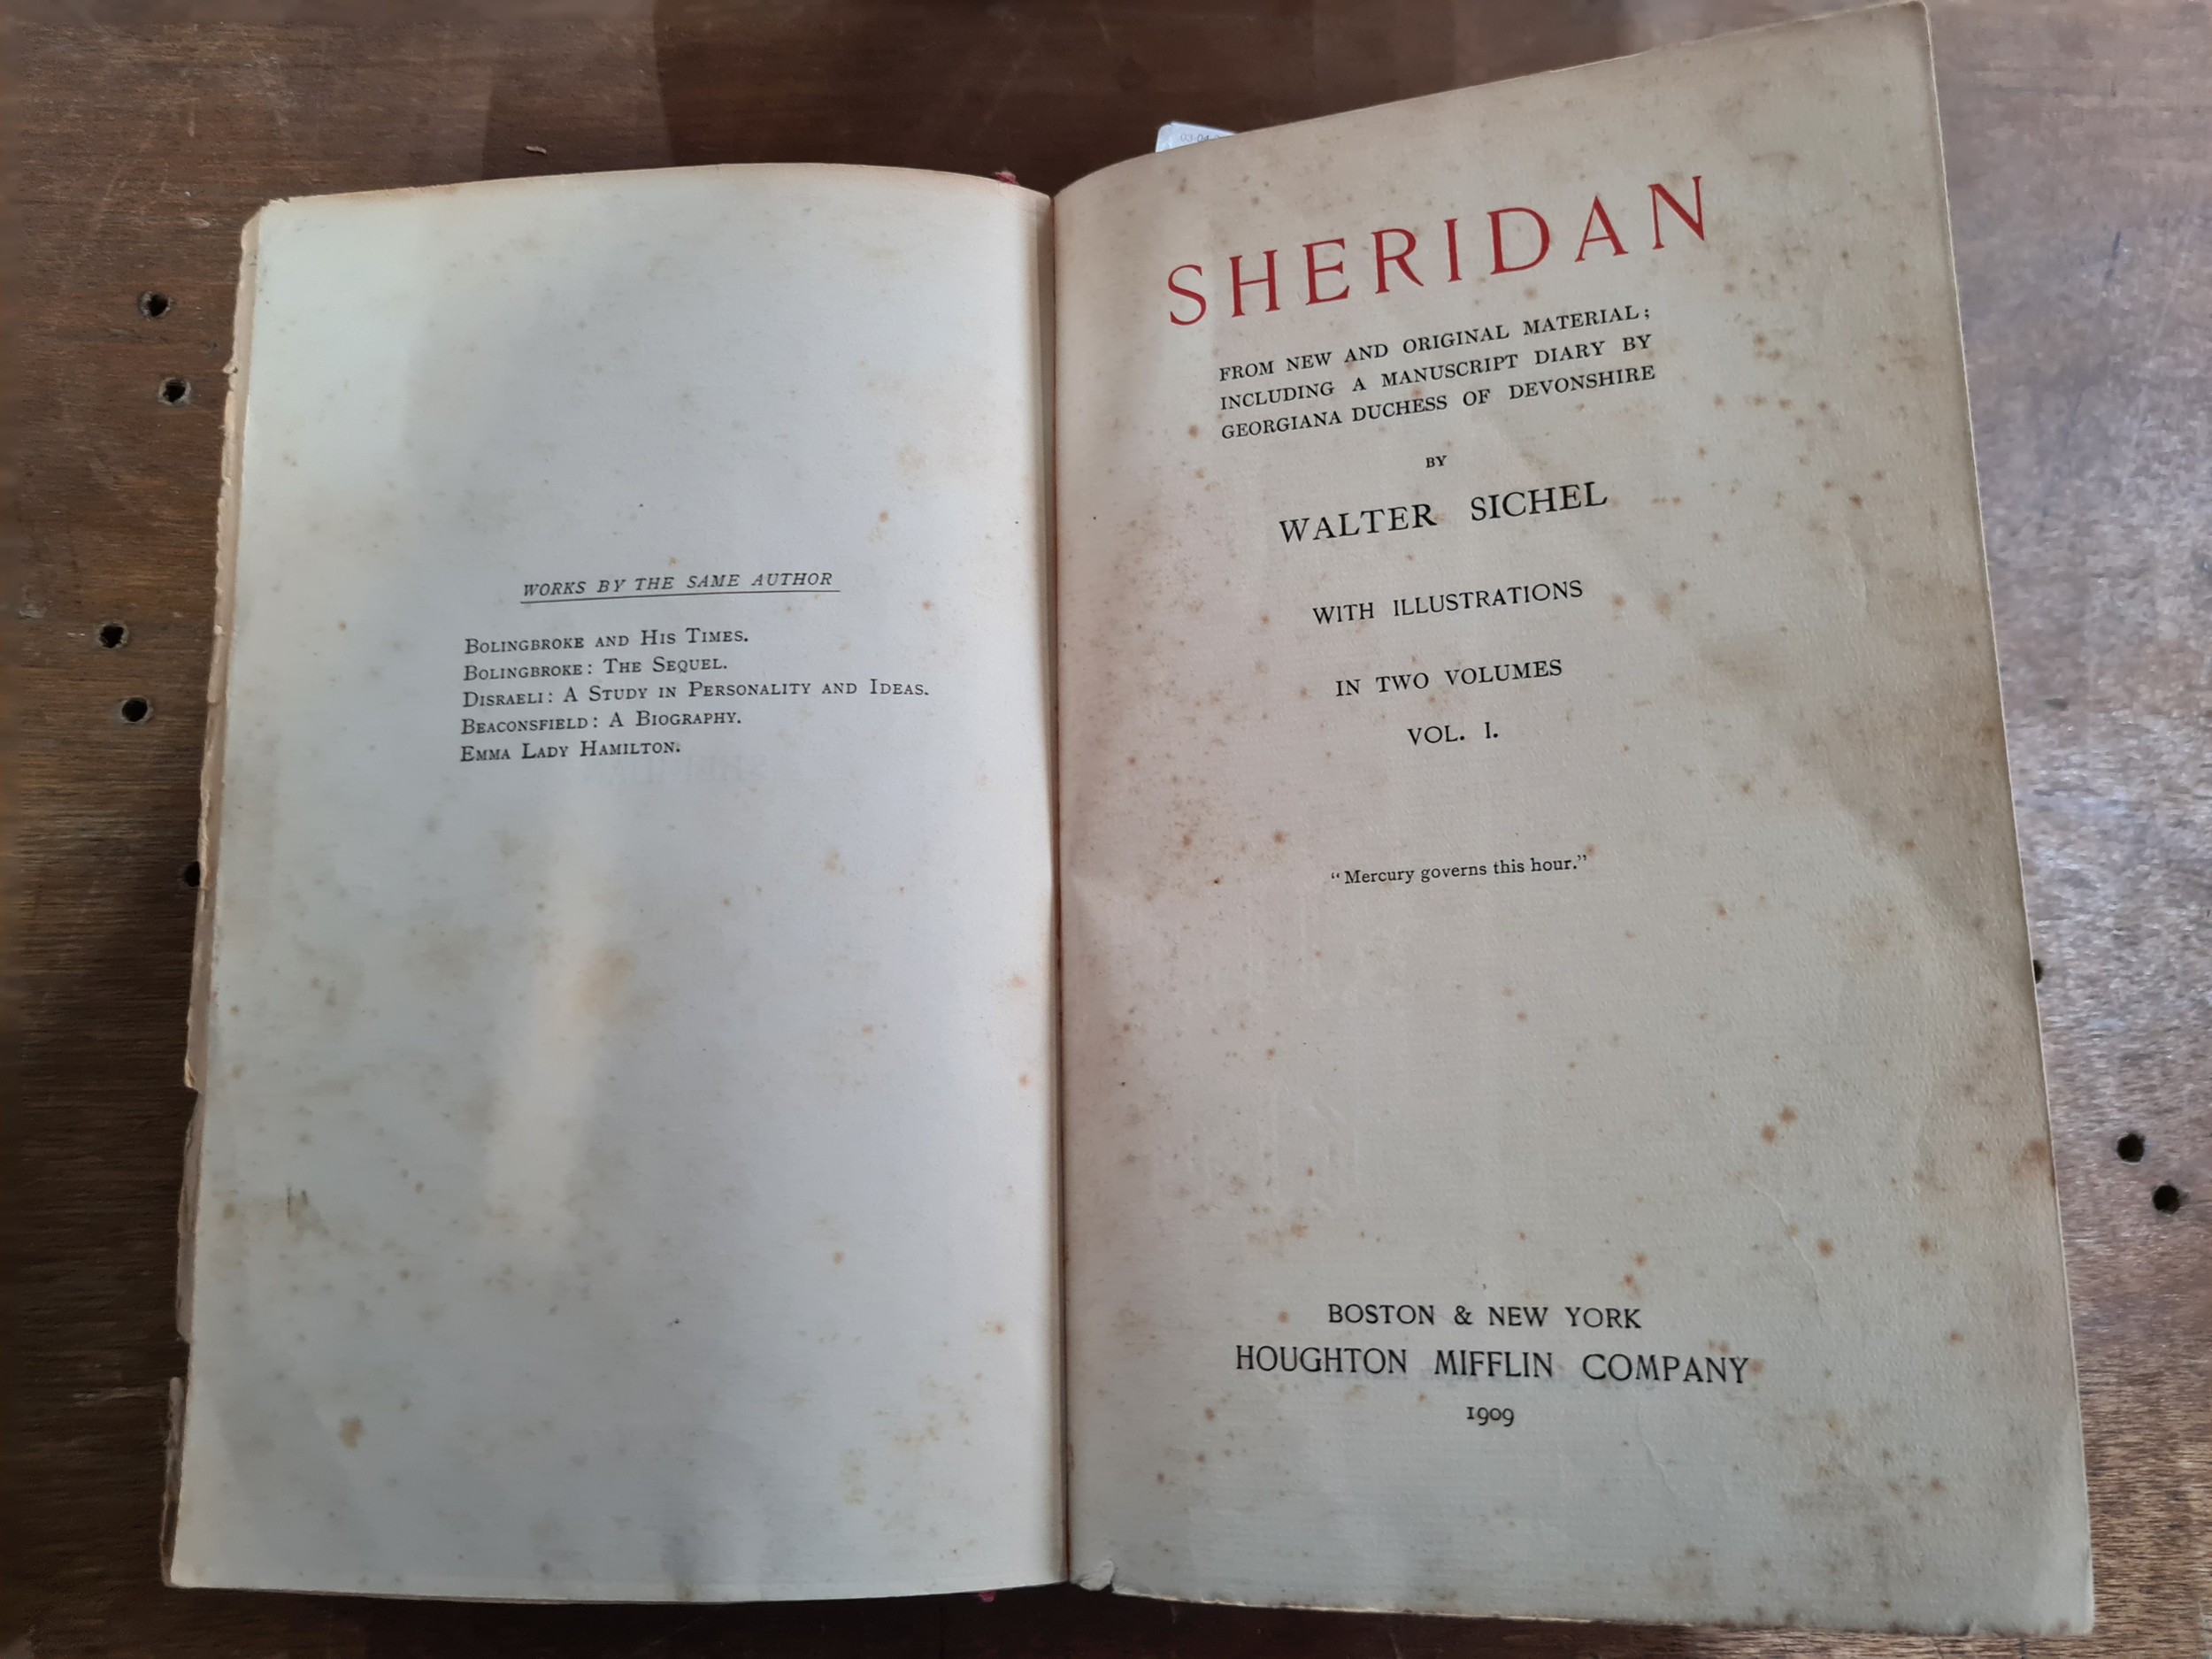 WORKS BY THE SAME AUTHOR
BOLINGBROKE AND HIS TIMES.
BOLINGBROKE: THE SEQUEL.
DISRAELI: A STUDY IN PERSONALITY AND IDEAS.
BEACONSFIELD: A BIOGRAPHY.
EMMA LADY HAMILTON.
SHERIDAN
FROM NEW AND ORIGINAL MATERIAL;
INCLUDING A MANUSCRIPT DIARY BY
GEORGIANA DUCHESS OF DEVONSHIRE
BY
WALTER SICHEL
WITH ILLUSTRATIONS
IN TWO VOLUMES
VOL. I.
"Mercury governs this hour."
BOSTON & NEW YORK
HOUGHTON MIFFLIN COMPANY
1909